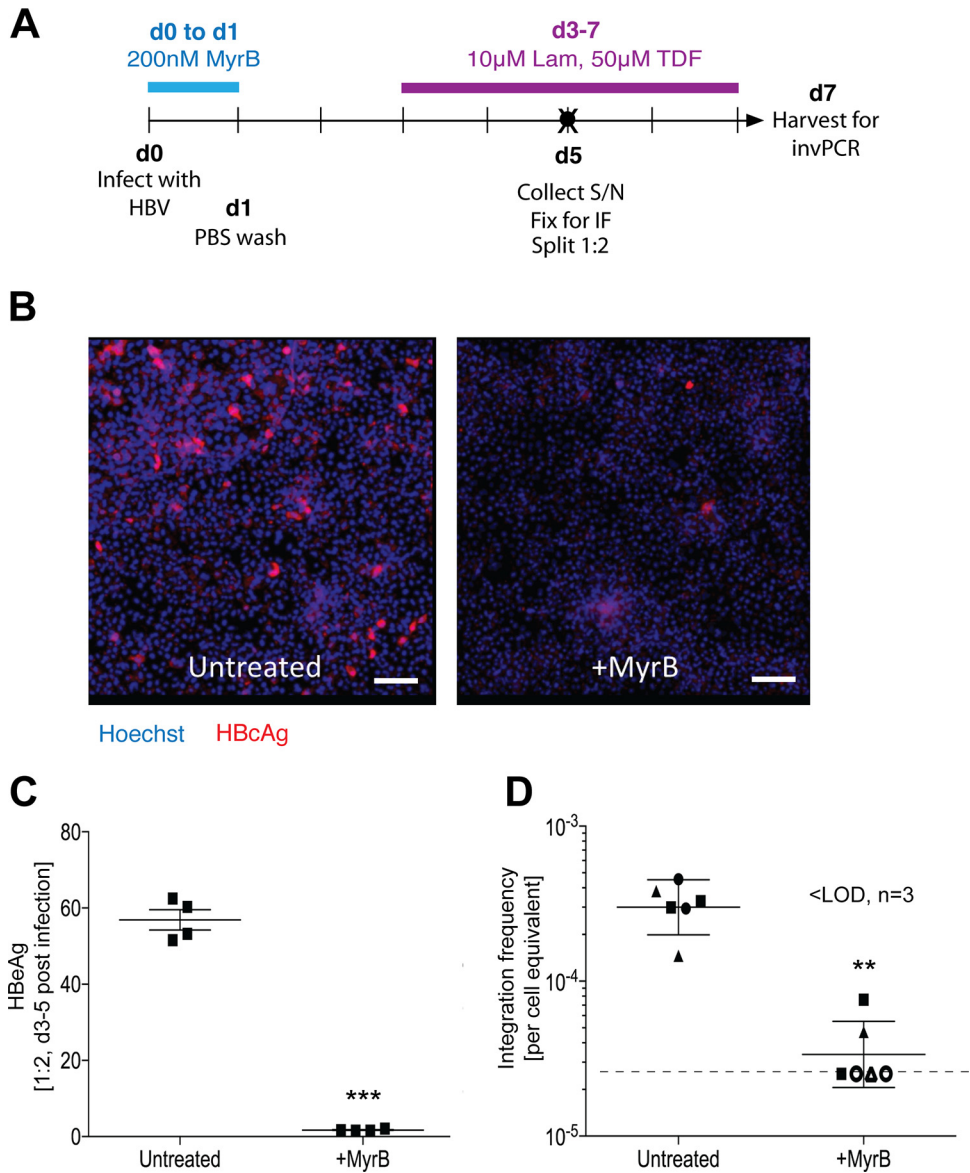 A
d0 to d1
200nM MyrB
d3-7
10µM Lam, 50µM TDF
d7
Harvest for
invPCR
d0
Infect with
HBV
d1
PBS wash
d5
Collect S/N
Fix for IF
Split 1:2
B
Untreated
+MyrB
Hoechst HBcAg
C
HBeAg
[1:2, d3-5 post infection]
80
60
40
20
0
***
Untreated
+MyrB
D
Integration frequency
[per cell equivalent]
10⁻³
10⁻⁴
10⁻⁵
<LOD, n=3
**
Untreated
+MyrB